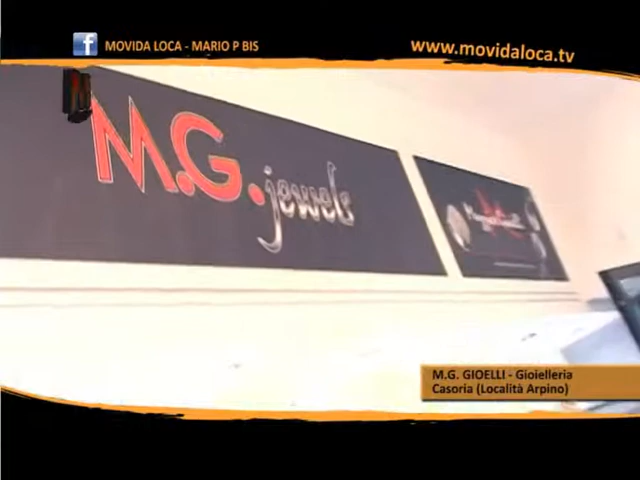 MOVIDA LOCA - MARIO P BIS
www.movidaloca.tv
M.G. jewels
M.G. GIOELLI - Gioielleria
Casoria (Località Arpino)